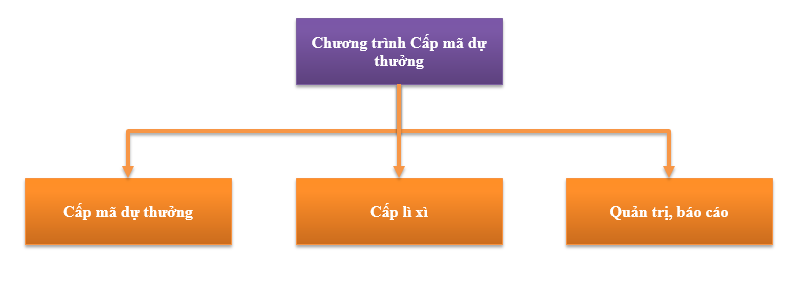 Chương trình Cấp mã dự
thưởng
Cấp mã dự thưởng
Cấp lì xì
Quản trị, báo cáo